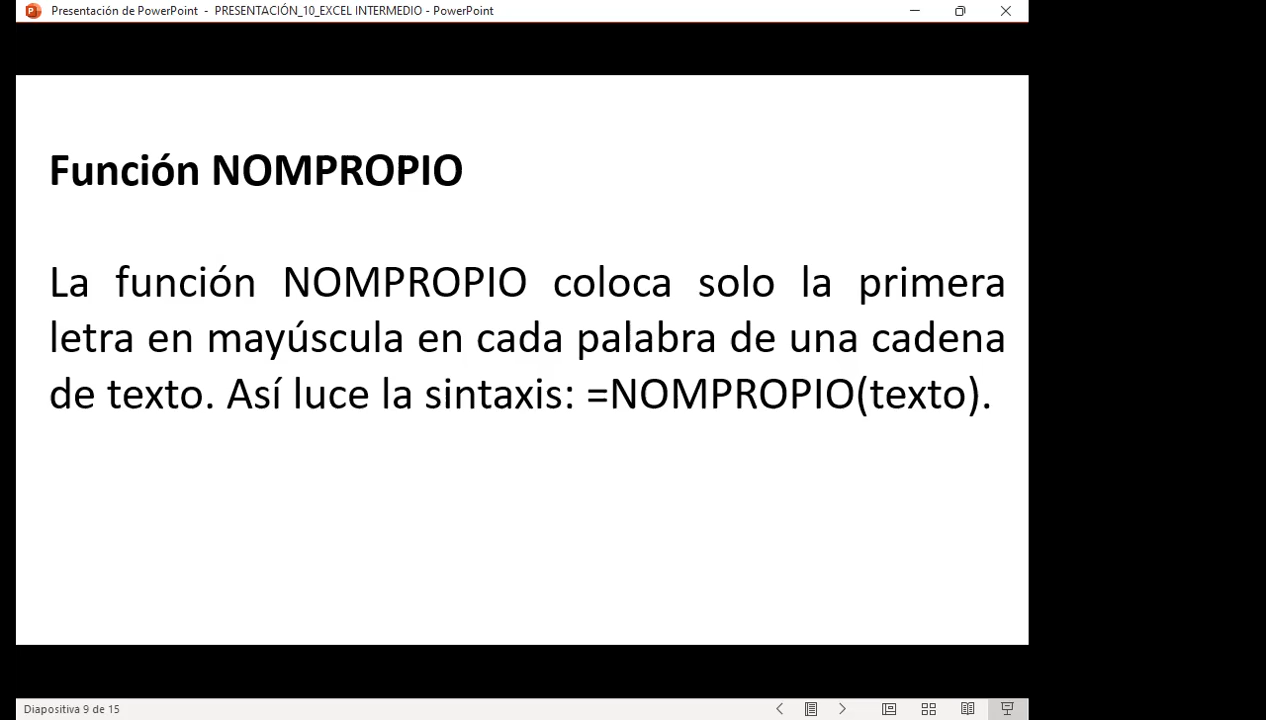 Presentación de PowerPoint - PRESENTACIÓN_10_EXCEL INTERMEDIO - PowerPoint
Función NOMPROPIO
La función NOMPROPIO coloca solo la primera
letra en mayúscula en cada palabra de una cadena
de texto. Así luce la sintaxis: =NOMPROPIO(texto).
Diapositiva 9 de 15